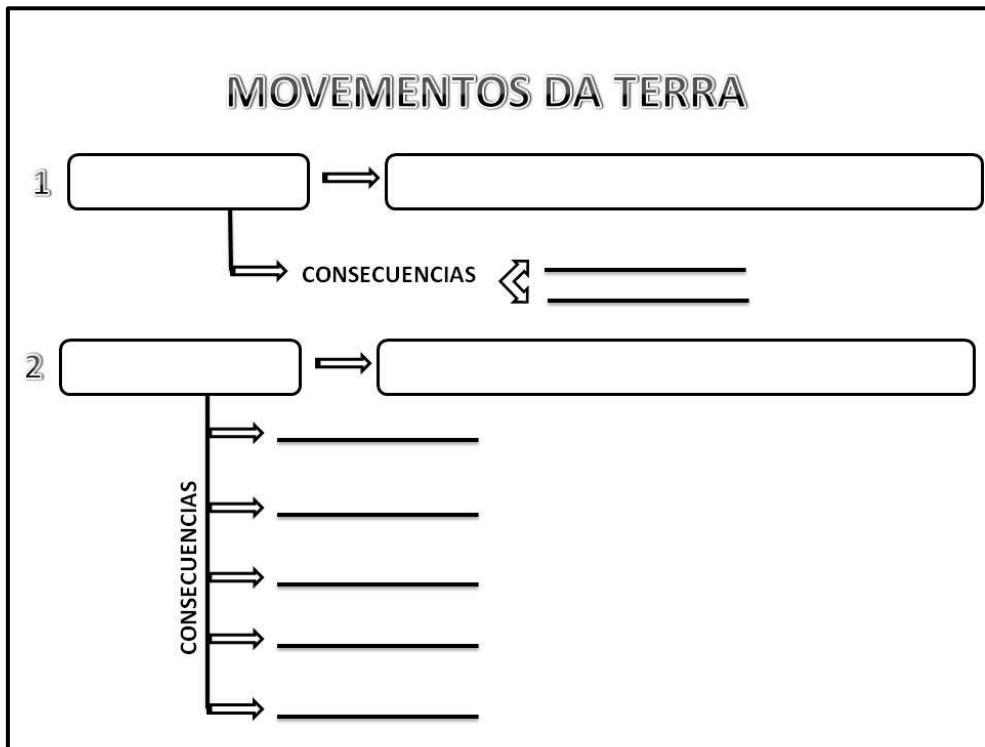 MOVEMENTOS DA TERRA
1
CONSECUENCIAS
2
CONSECUENCIAS